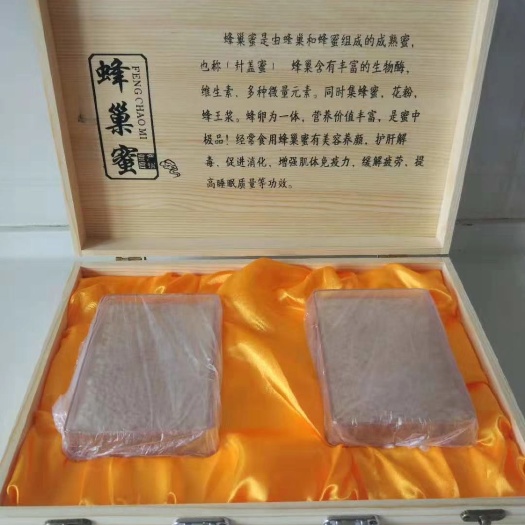 蜂巢蜜
PENG CHAO MI
蜂巢蜜是由蜂巢和蜂蜜组成的成熟蜜,
也称「针盖蜜」 蜂巢含有丰富的生物酶,
维生素、多种微量元素。同时集蜂蜜,花粉,
蜂王浆。蜂卵为一体,营养价值丰富,是蜜中
极品!经常食用蜂巢蜜有美容养颜,护肝解
毒、促进消化、增强肌体免疫力、缓解疲劳、提
高睡眠质量等功效。